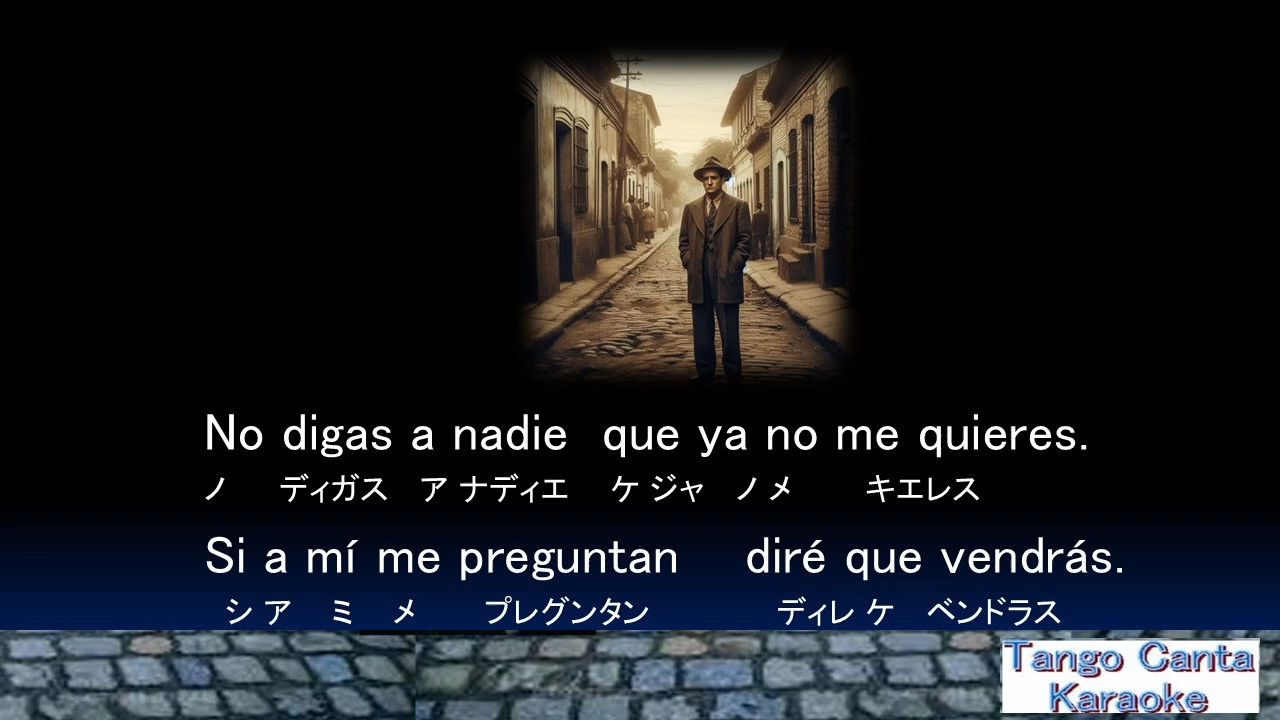 No digas a nadie que ya no me quieres.
ノ ディガス ア ナディエ ケ ジャ ノ メ キエレス
Si a mí me preguntan diré que vendrás.
シ ア ミ メ プレグンタン ディレ ケ ベンドラス
Tango Canta
Karaoke